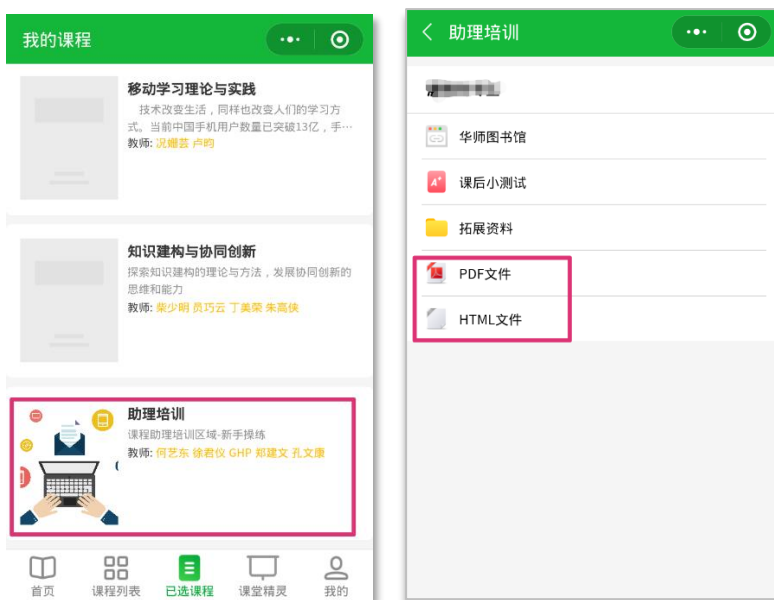 我的课程
移动学习理论与实践
技术改变生活，同样也改变人们的学习方
式。当前中国手机用户数量已突破13亿，手…
教师: 况姗芸 卢昀
知识建构与协同创新
探索知识建构的理论与方法，发展协同创新的
思维和能力
教师: 柴少明 员巧云 丁美荣 朱高侠
助理培训
课程助理培训区域-新手操练
教师: 何艺东 徐君仪 GHP 郑建文 孔文康
首页
课程列表
已选课程
课堂精灵
我的
助理培训
华师图书馆
课后小测试
拓展资料
PDF文件
HTML文件